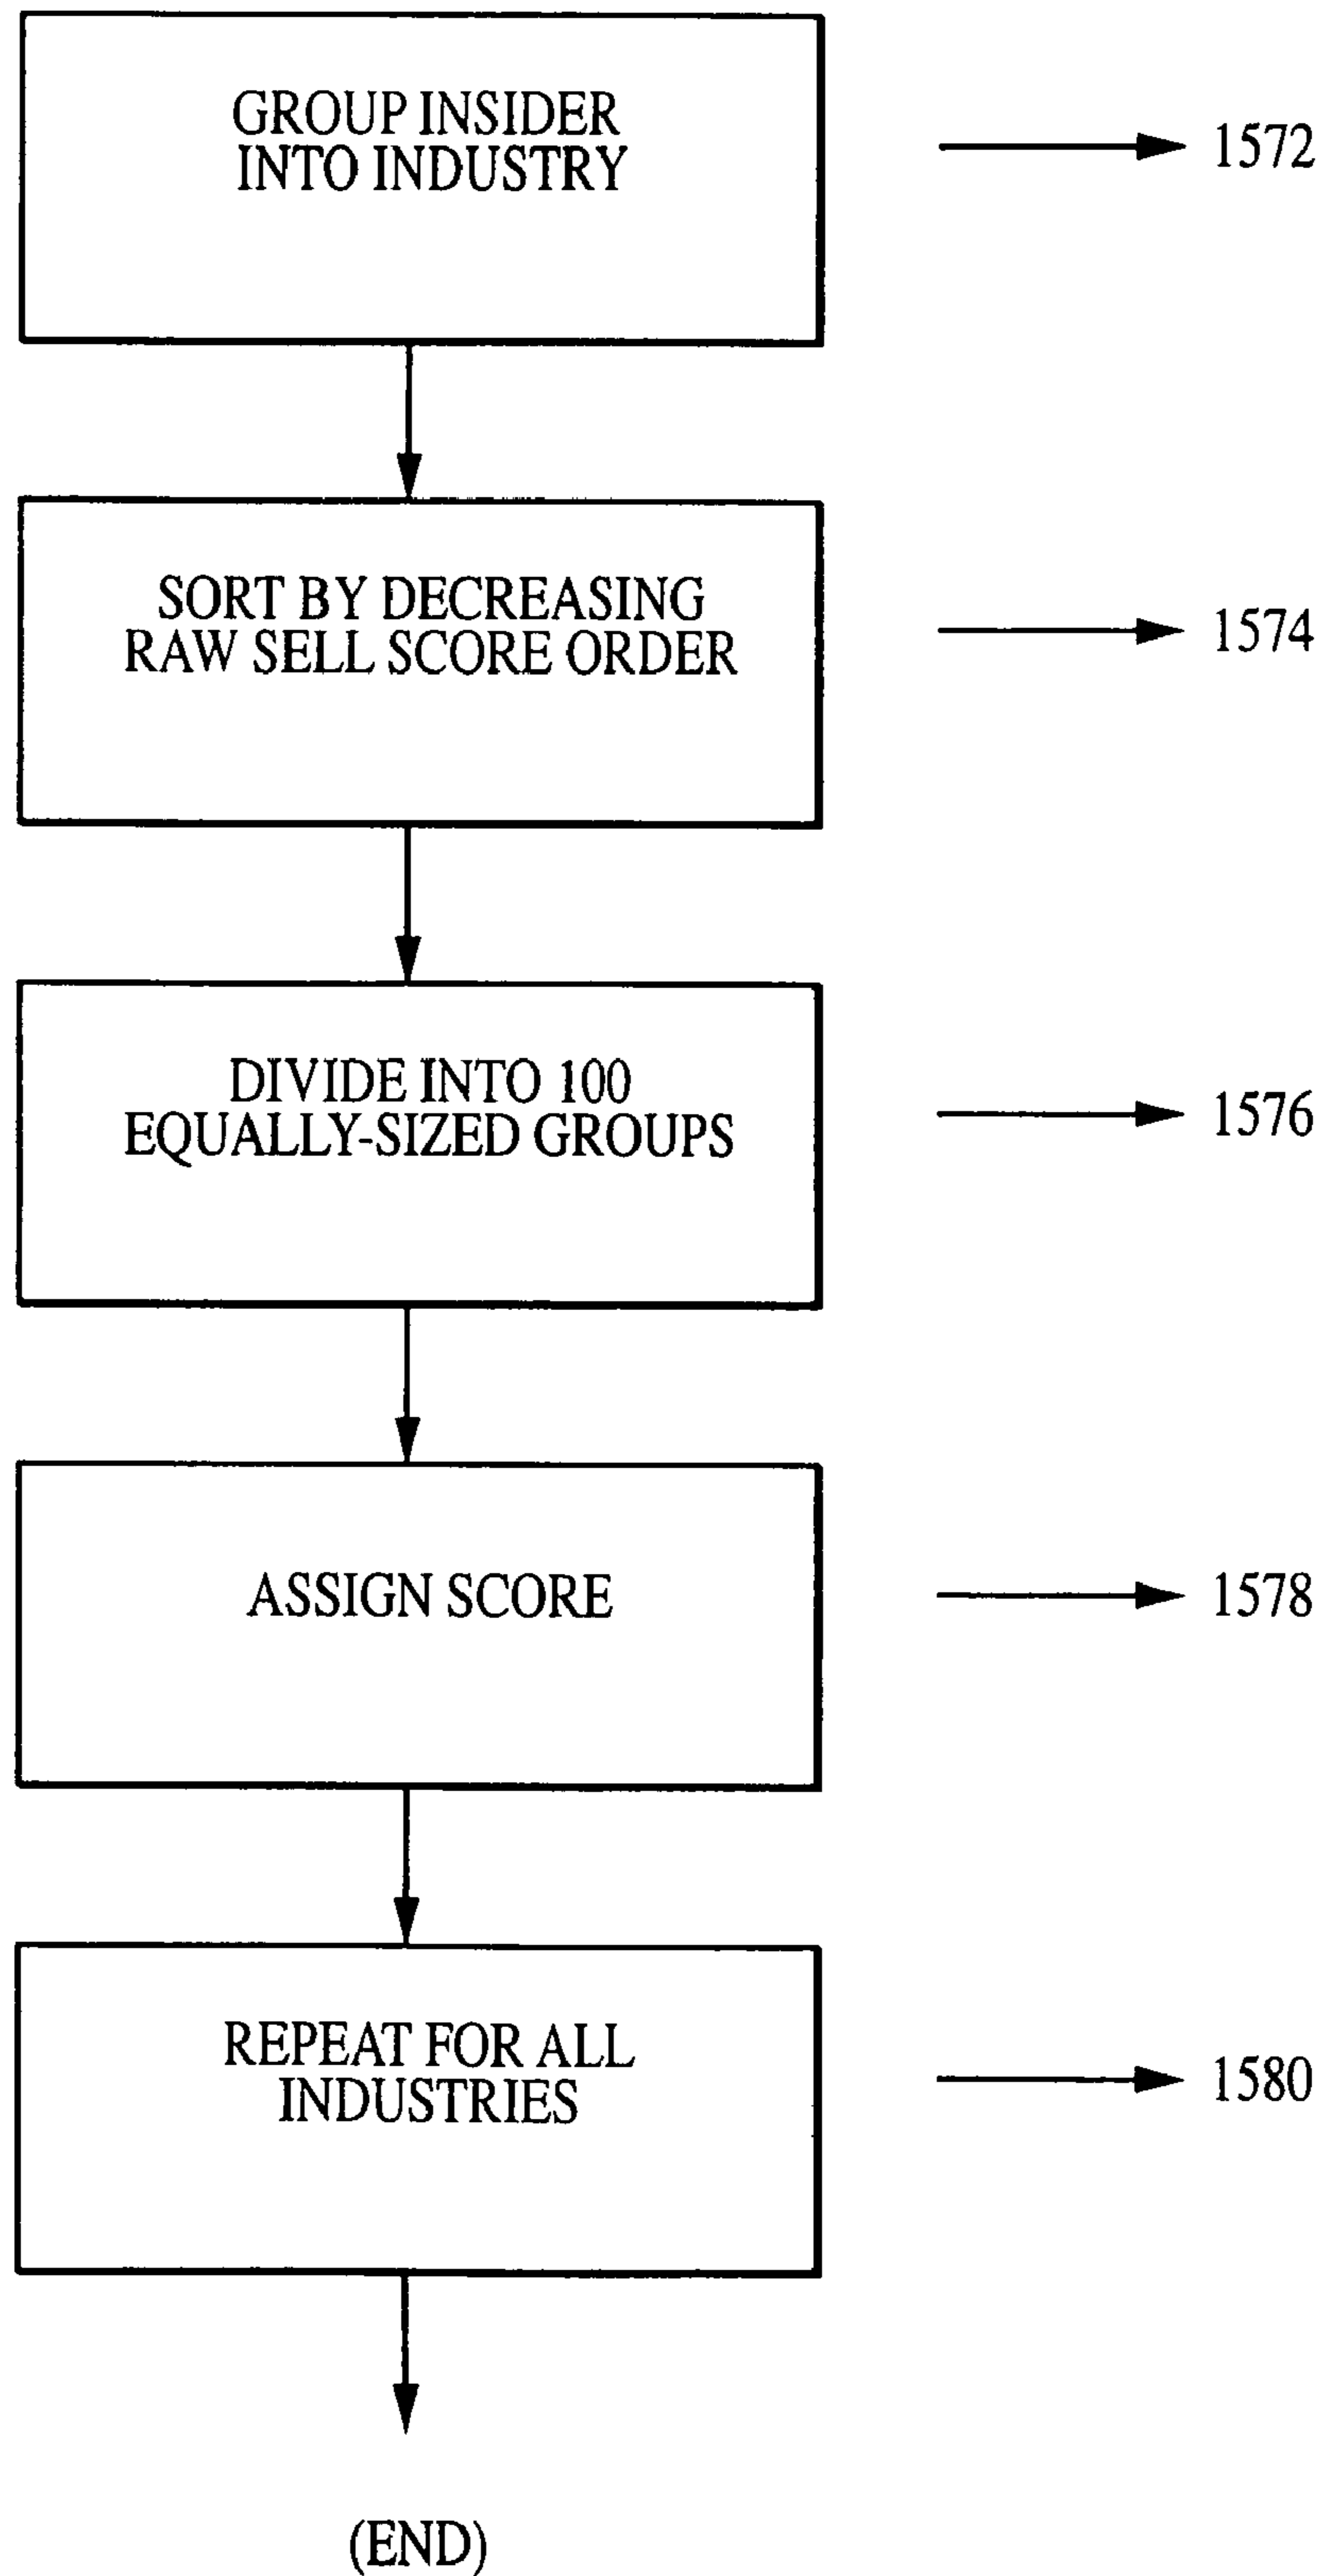 GROUP INSIDER
INTO INDUSTRY
1572
SORT BY DECREASING
RAW SELL SCORE ORDER
1574
DIVIDE INTO 100
EQUALLY-SIZED GROUPS
1576
ASSIGN SCORE
1578
REPEAT FOR ALL
INDUSTRIES
1580
(END)